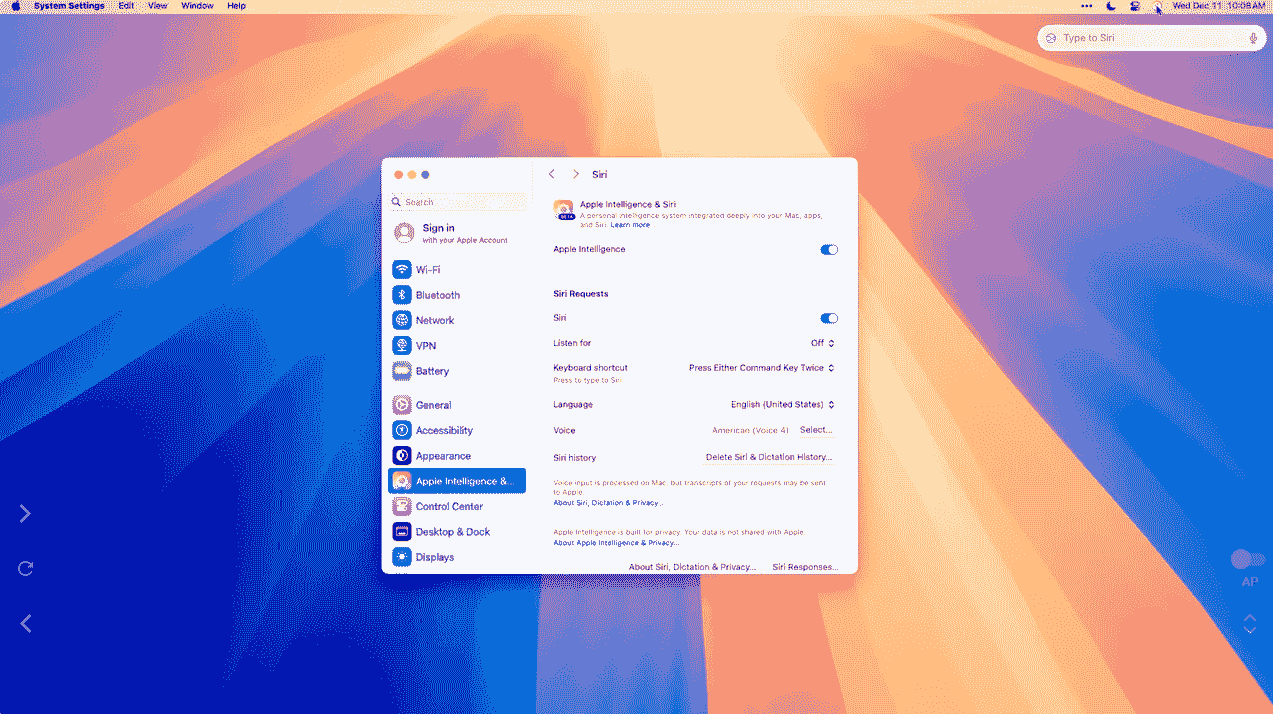 System Settings Edit View Window Help
Wed Dec 11 10:08 AM
Type to Siri
Siri
Search
Sign in
with your Apple Account
Wi-Fi
Bluetooth
Network
VPN
Battery
General
Accessibility
Appearance
Apple Intelligence &...
Control Center
Desktop & Dock
Displays
Apple Intelligence & Siri
BETA
A personal intelligence system integrated deeply into your Mac, apps,
and Siri. Learn more
Apple Intelligence
Siri Requests
Siri
Listen for Off
Keyboard shortcut Press Either Command Key Twice
Press to type to Siri
Language English (United States)
Voice American (Voice 4) Select...
Siri history Delete Siri & Dictation History...
Voice input is processed on Mac, but transcripts of your requests may be sent
to Apple.
About Siri, Dictation & Privacy...
Apple Intelligence is built for privacy. Your data is not shared with Apple
About Apple Intelligence & Privacy...
About Siri, Dictation & Privacy... Siri Responses...
AP